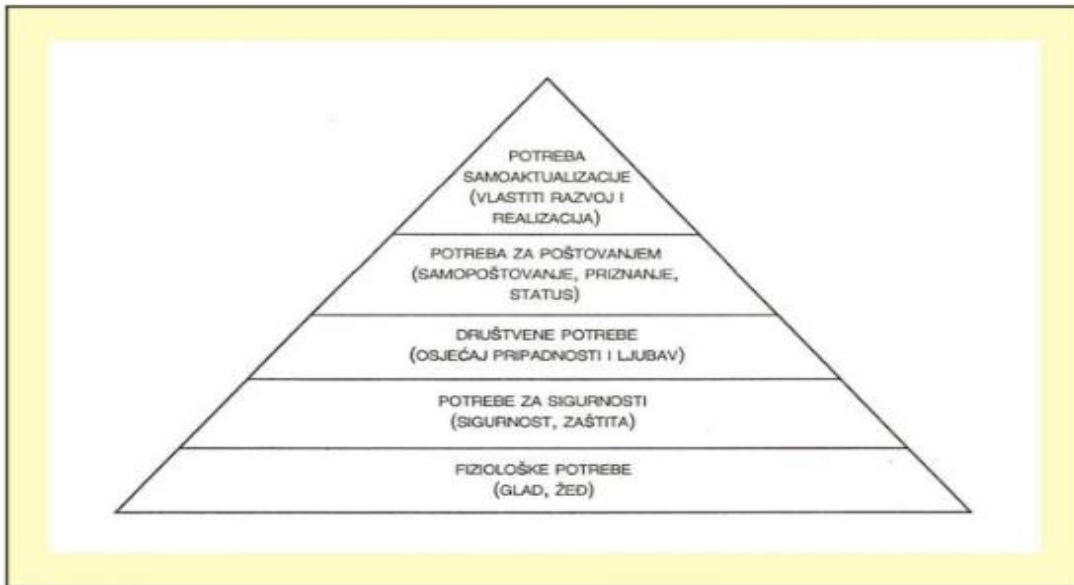 POTREBA
SAMOAKTUALIZACIJE
(VLASTITI RAZVOJ I
REALIZACIJA)
POTREBA ZA POŠTOVANJEM
(SAMOPOŠTOVANJE, PRIZNANJE,
STATUS)
DRUŠTVENE POTREBE
(OSJEĆAJ PRIPADNOSTI I LJUBAV)
POTREBE ZA SIGURNOSTI
(SIGURNOST, ZAŠTITA)
FIZIOLOŠKE POTREBE
(GLAD, ŽEĐ)